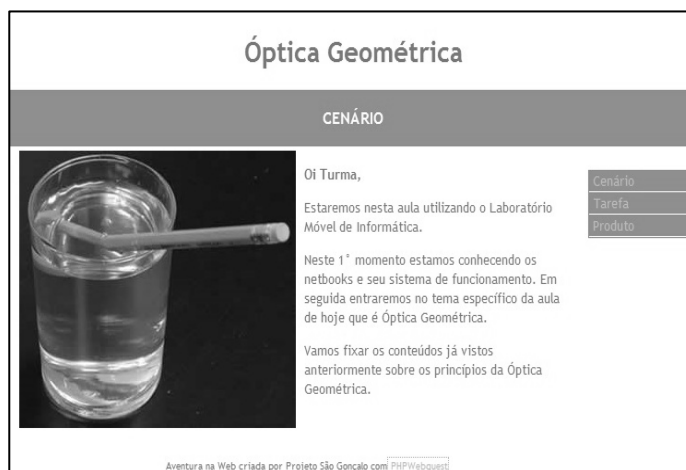 Óptica Geométrica
CENÁRIO
Oi Turma,
Estaremos nesta aula utilizando o Laboratório
Móvel de Informática.
Neste 1° momento estamos conhecendo os
netbooks e seu sistema de funcionamento. Em
seguida entraremos no tema específico da aula
de hoje que é Óptica Geométrica.
Vamos fixar os conteúdos já vistos
anteriormente sobre os princípios da Óptica
Geométrica.
Cenário
Tarefa
Produto
Aventura na Web criada por Projeto São Gonçalo com PHPWebquest